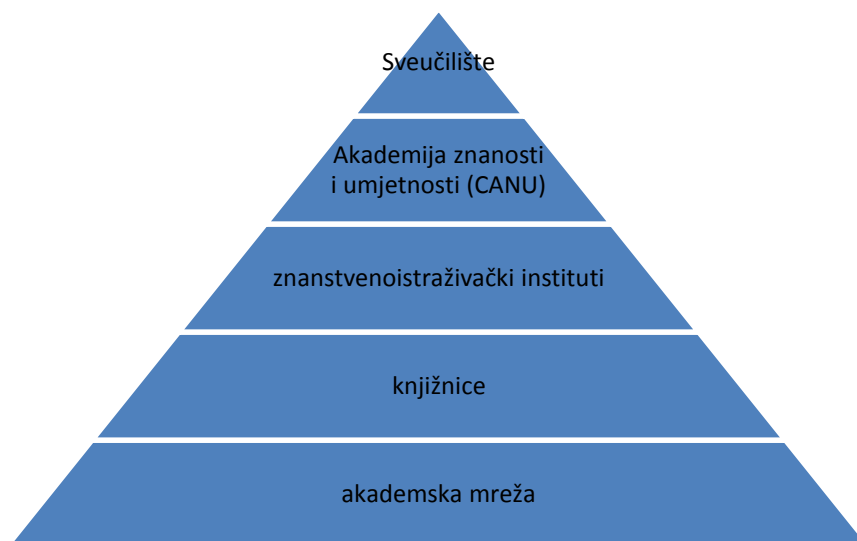 Sveučilište
Akademija znanosti
i umjetnosti (CANU)
znanstvenoistraživački instituti
knjižnice
akademska mreža